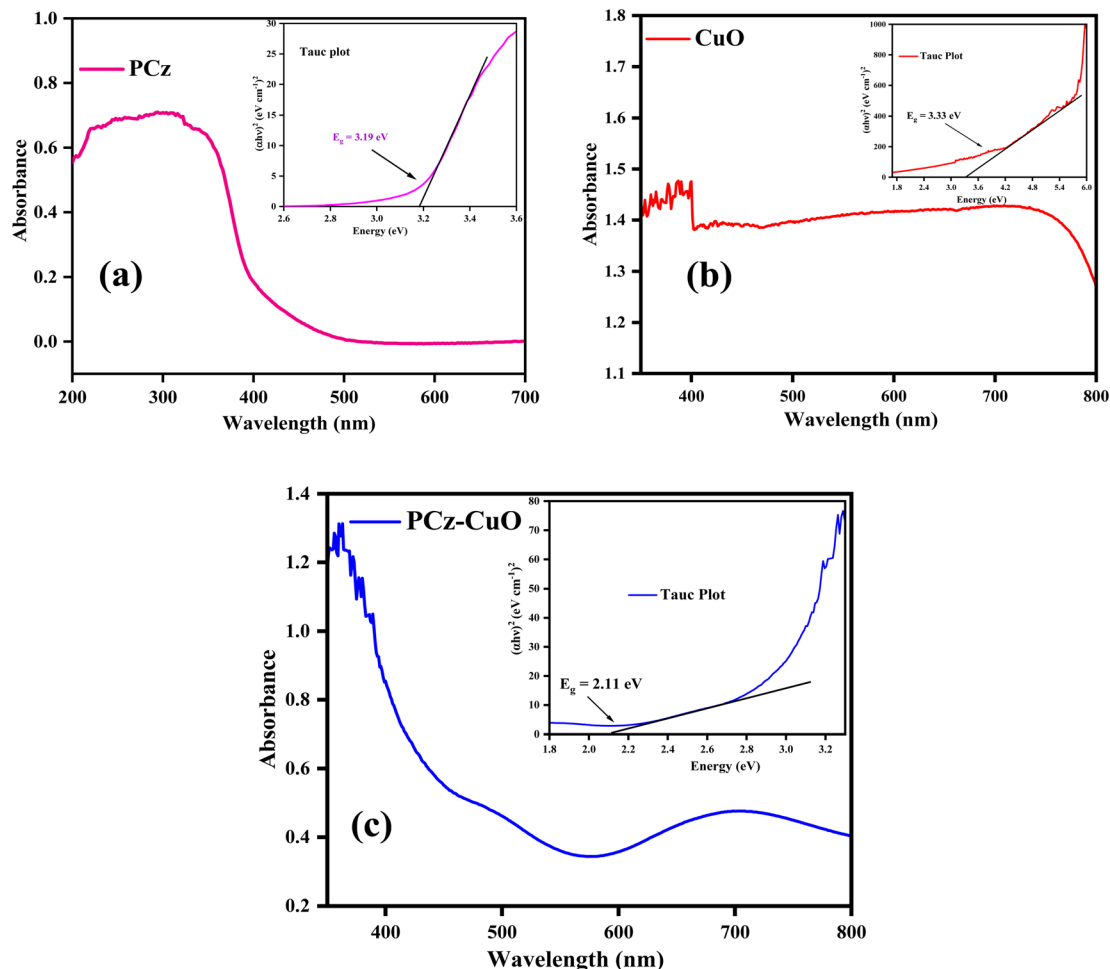 PCz
Absorbance
1.0
0.8
0.6
0.4
0.2
0.0
200 300 400 500 600 700
Wavelength (nm)
(a)
Tauc plot
(αhν)² (eV cm⁻¹)²
30
25
20
15
10
5
0
E_g = 3.19 eV
2.6 2.8 3.0 3.2 3.4 3.6
Energy (eV)
CuO
Absorbance
1.8
1.7
1.6
1.5
1.4
1.3
1.2
1.1
400 500 600 700 800
Wavelength (nm)
(b)
Tauc Plot
(αhν)² (eV cm⁻¹)²
1000
800
600
400
200
0
E_g = 3.33 eV
1.8 2.4 3.0 3.6 4.2 4.8 5.4 6.0
Energy (eV)
PCz-CuO
Absorbance
1.4
1.2
1.0
0.8
0.6
0.4
0.2
400 500 600 700 800
Wavelength (nm)
(c)
Tauc Plot
(αhν)² (eV cm⁻¹)²
80
70
60
50
40
30
20
10
0
E_g = 2.11 eV
1.8 2.0 2.2 2.4 2.6 2.8 3.0 3.2
Energy (eV)